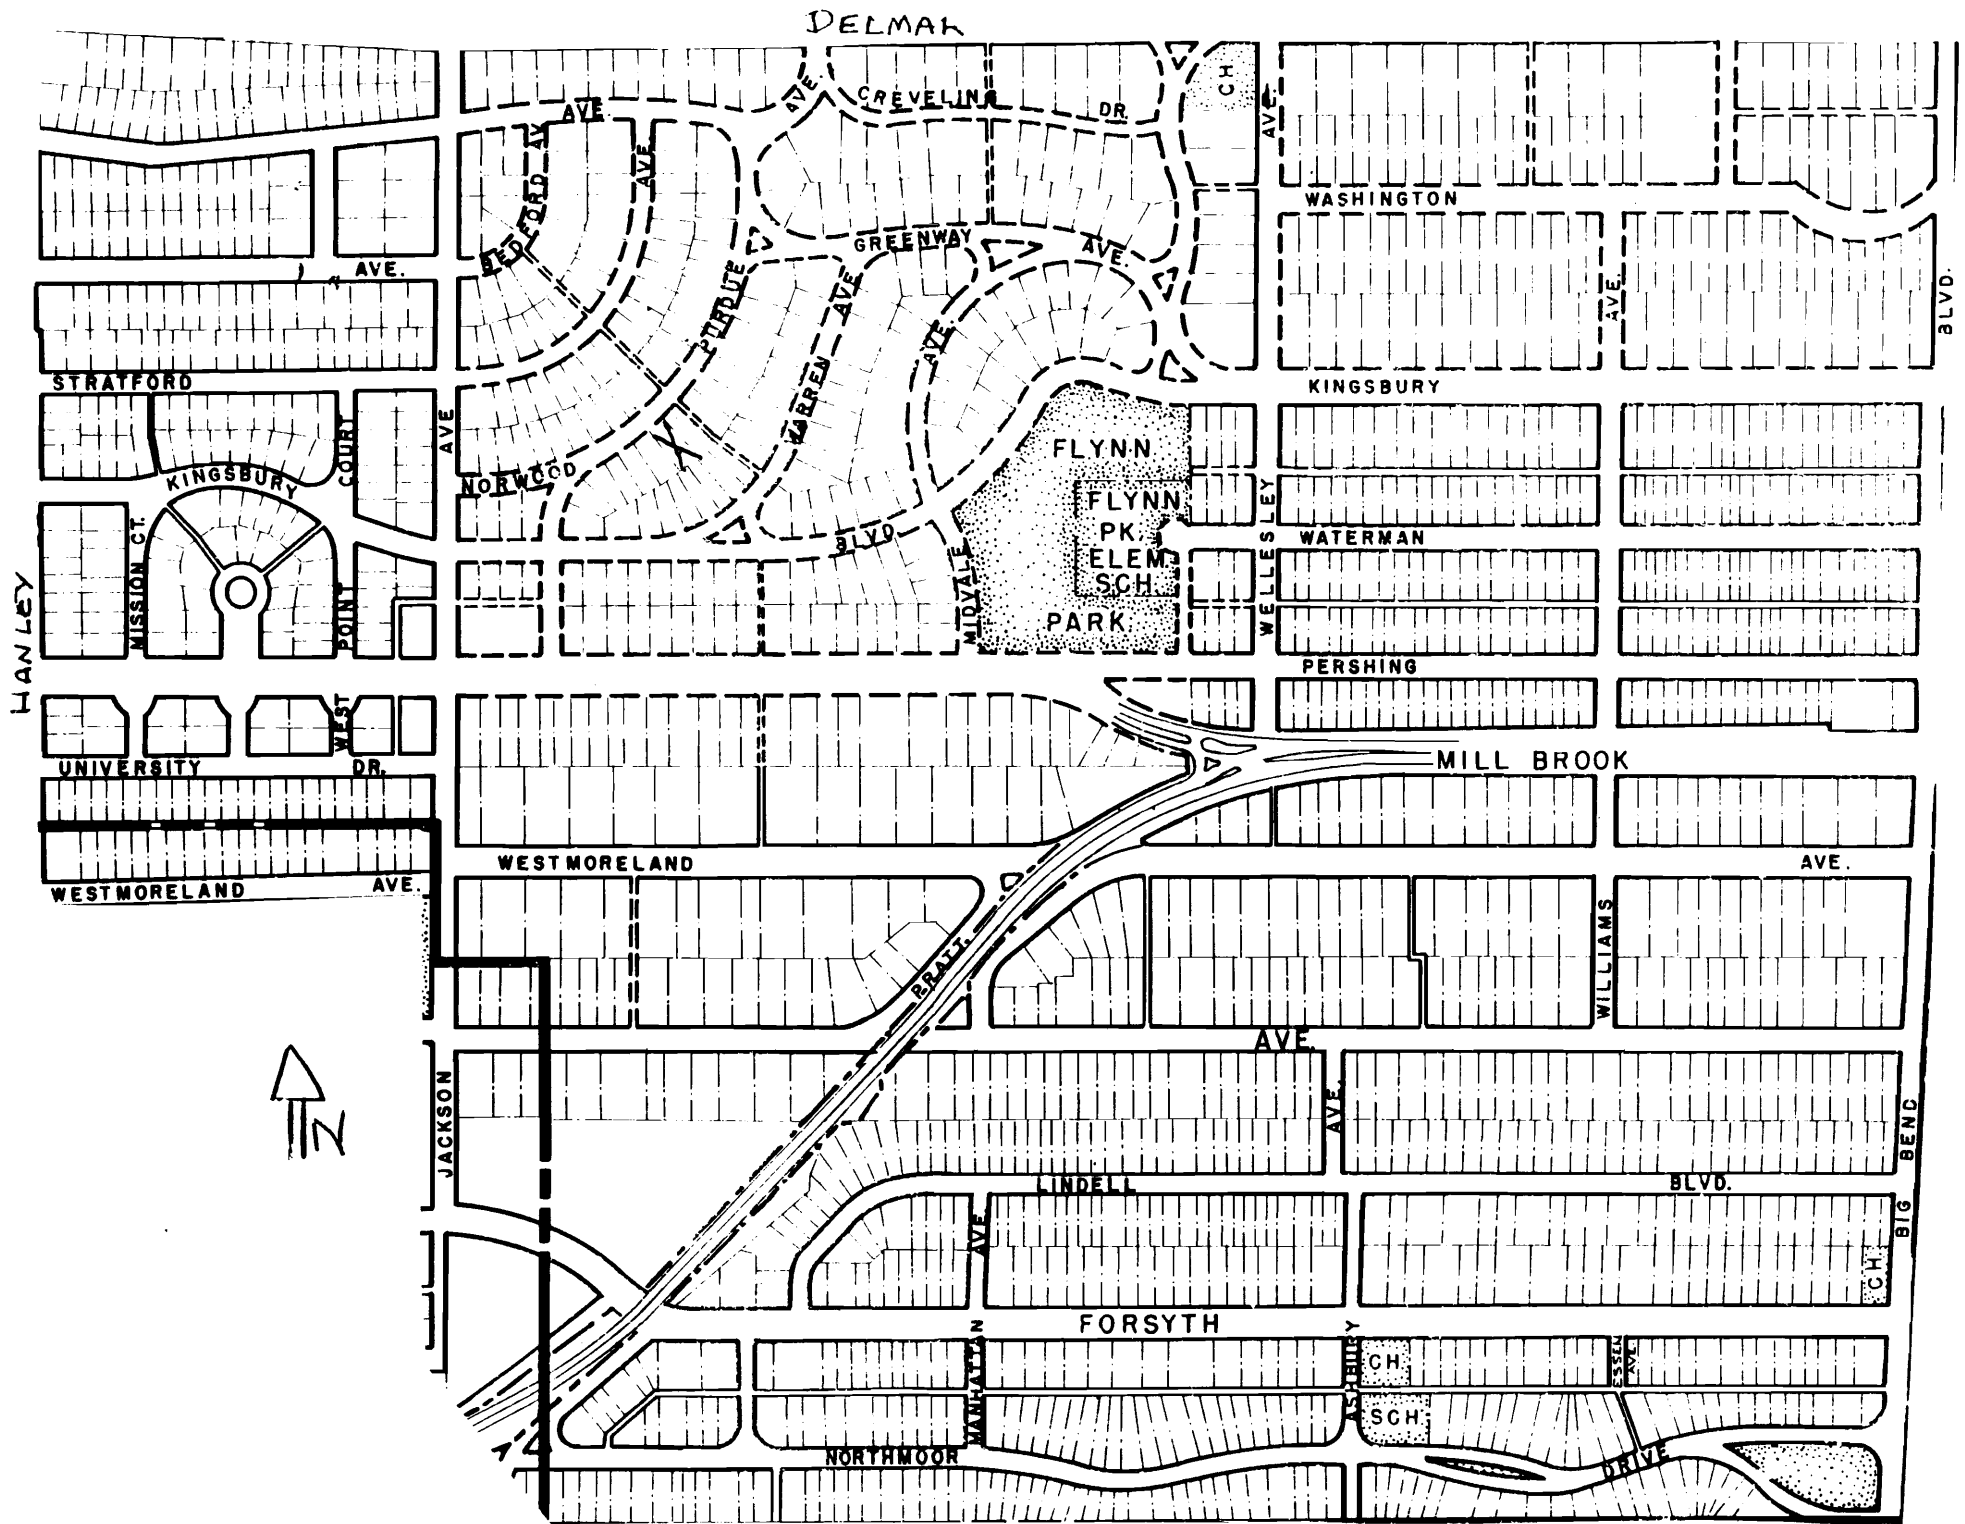 DELMAR
CH
AVE.
CREVELING
DR.
AVE.
AVE
BEDFORD AV
AVE
WASHINGTON
GREENWAY
AVE.
AVE.
PURDUE
AVE
AVE.
AVE.
BLVD.
STRATFORD
KINGSBURY
WARREN
COURT
AVE
FLYNN
NORWOOD
KINGSBURY
X
FLYNN
PK.
ELEM
SCH
PARK
WELLESLEY
WATERMAN
BLVD
MIDVALE
MISSION CT.
POINT
HANLEY
PERSHING
WEST
UNIVERSITY
DR.
MILL BROOK
WESTMORELAND
AVE.
WESTMORELAND
AVE.
WILLIAMS
PRATT.
AVE.
N
JACKSON
AVE.
BIG BEND
LINDELL
BLVD.
AVE.
CH.
FORSYTH
MANHATTAN
ASHBURY
CH.
ESSEX
AVE.
SCH.
NORTHMOOR
DRIVE